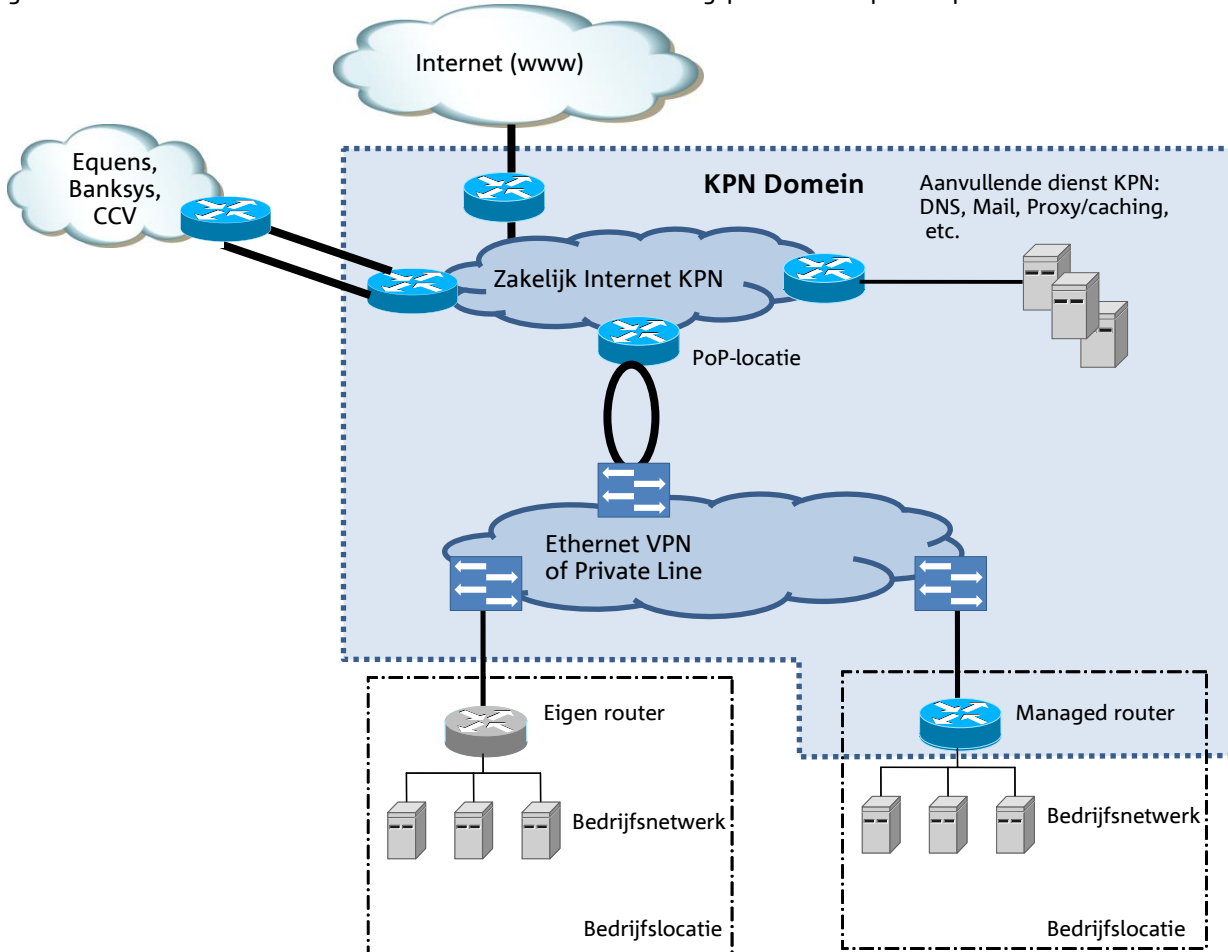 Internet (www)
Equens,
Banksys,
CCV
KPN Domein
Aanvullende dienst KPN:
DNS, Mail, Proxy/caching,
etc.
Zakelijk Internet KPN
PoP-locatie
Ethernet VPN
of Private Line
Eigen router
Managed router
Bedrijfsnetwerk
Bedrijfsnetwerk
Bedrijfslocatie
Bedrijfslocatie